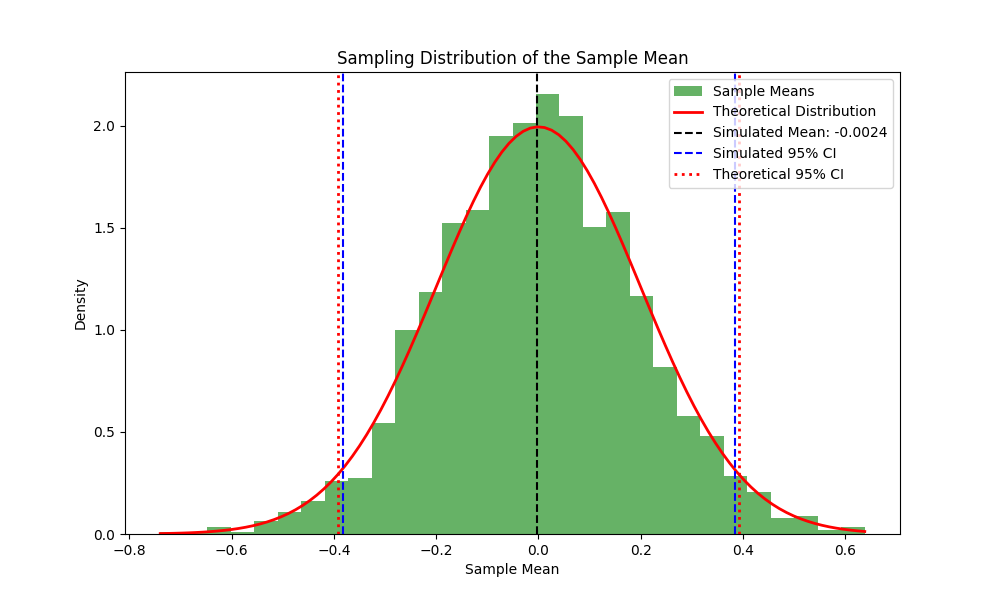 Sampling Distribution of the Sample Mean
Sample Means
Theoretical Distribution
Simulated Mean: -0.0024
Simulated 95% CI
Theoretical 95% CI
Density
2.0
1.5
1.0
0.5
0.0
−0.8 −0.6 −0.4 −0.2 0.0 0.2 0.4 0.6
Sample Mean